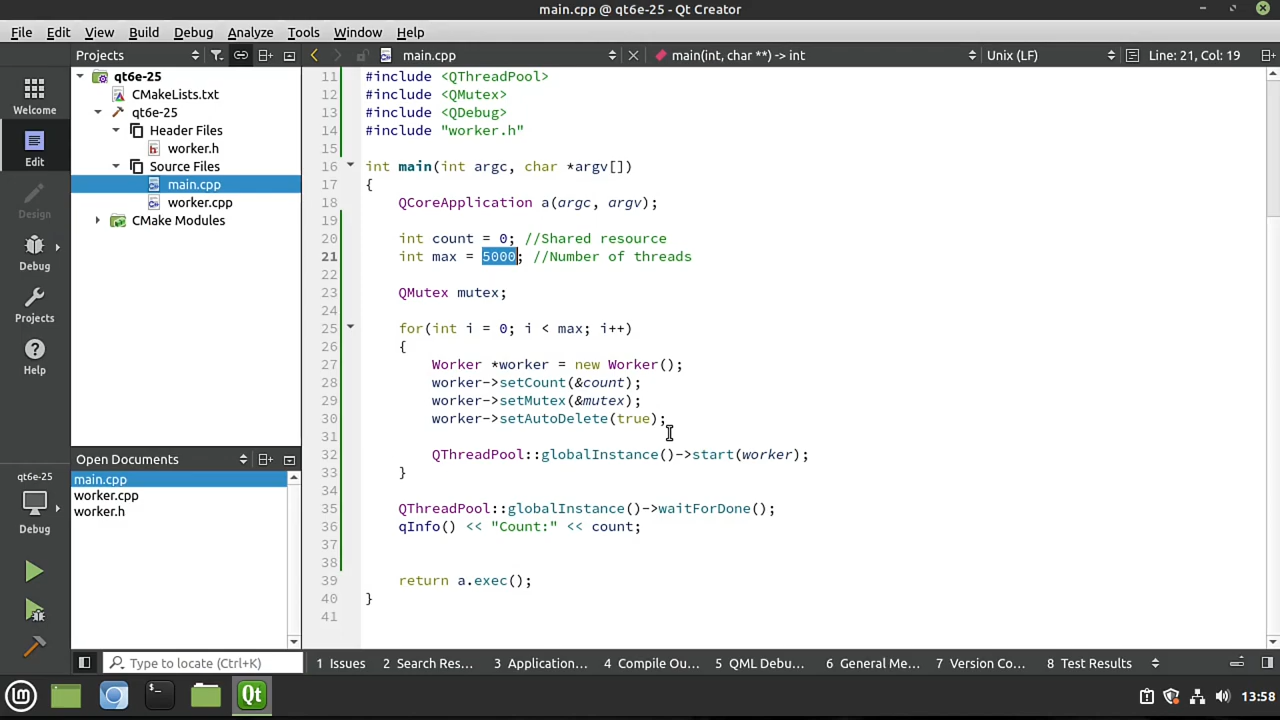 main.cpp @ qt6e-25 - Qt Creator
File Edit View Build Debug Analyze Tools Window Help
Projects
main.cpp
main(int, char **) -> int
Unix (LF)
Line: 21, Col: 19
Welcome
Edit
Design
Debug
Projects
Help
qt6e-25
Debug
qt6e-25
CMakeLists.txt
qt6e-25
Header Files
worker.h
Source Files
main.cpp
worker.cpp
CMake Modules
Open Documents
main.cpp
worker.cpp
worker.h
11 #include <QThreadPool>
12 #include <QMutex>
13 #include <QDebug>
14 #include "worker.h"
15
16 int main(int argc, char *argv[])
17 {
18 QCoreApplication a(argc, argv);
19
20 int count = 0; //Shared resource
21 int max = 5000; //Number of threads
22
23 QMutex mutex;
24
25 for(int i = 0; i < max; i++)
26 {
27 Worker *worker = new Worker();
28 worker->setCount(&count);
29 worker->setMutex(&mutex);
30 worker->setAutoDelete(true);
31
32 QThreadPool::globalInstance()->start(worker);
33 }
34
35 QThreadPool::globalInstance()->waitForDone();
36 qInfo() << "Count:" << count;
37
38
39 return a.exec();
40 }
41
Type to locate (Ctrl+K)
1 Issues
2 Search Res...
3 Application...
4 Compile Ou...
5 QML Debu...
6 General Me...
7 Version Co...
8 Test Results
13:58